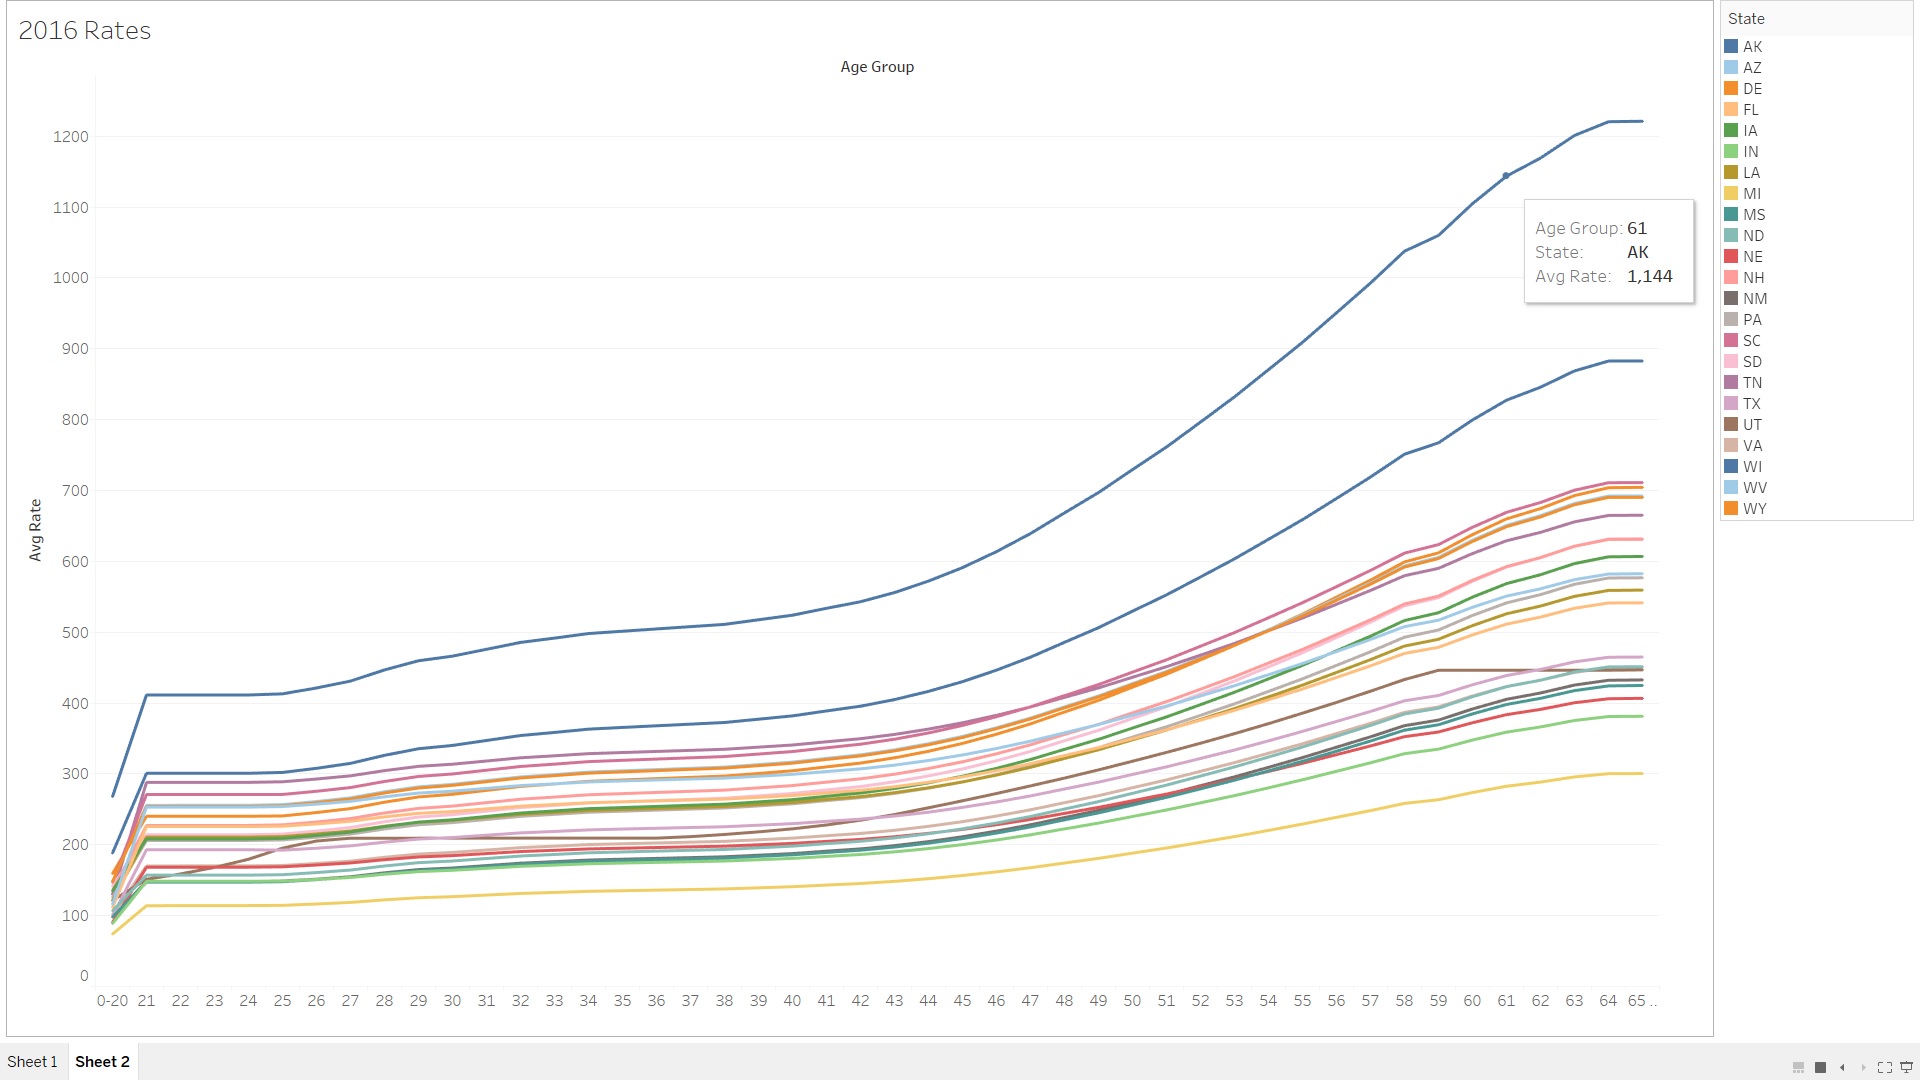 2016 Rates
Age Group
1200
1100
1000
900
800
700
600
500
400
300
200
100
0
Avg Rate
0-20 21 22 23 24 25 26 27 28 29 30 31 32 33 34 35 36 37 38 39 40 41 42 43 44 45 46 47 48 49 50 51 52 53 54 55 56 57 58 59 60 61 62 63 64 65 ..
Age Group: 61
State: AK
Avg Rate: 1,144
State
AK
AZ
DE
FL
IA
IN
LA
MI
MS
ND
NE
NH
NM
PA
SC
SD
TN
TX
UT
VA
WI
WV
WY
Sheet 1 Sheet 2